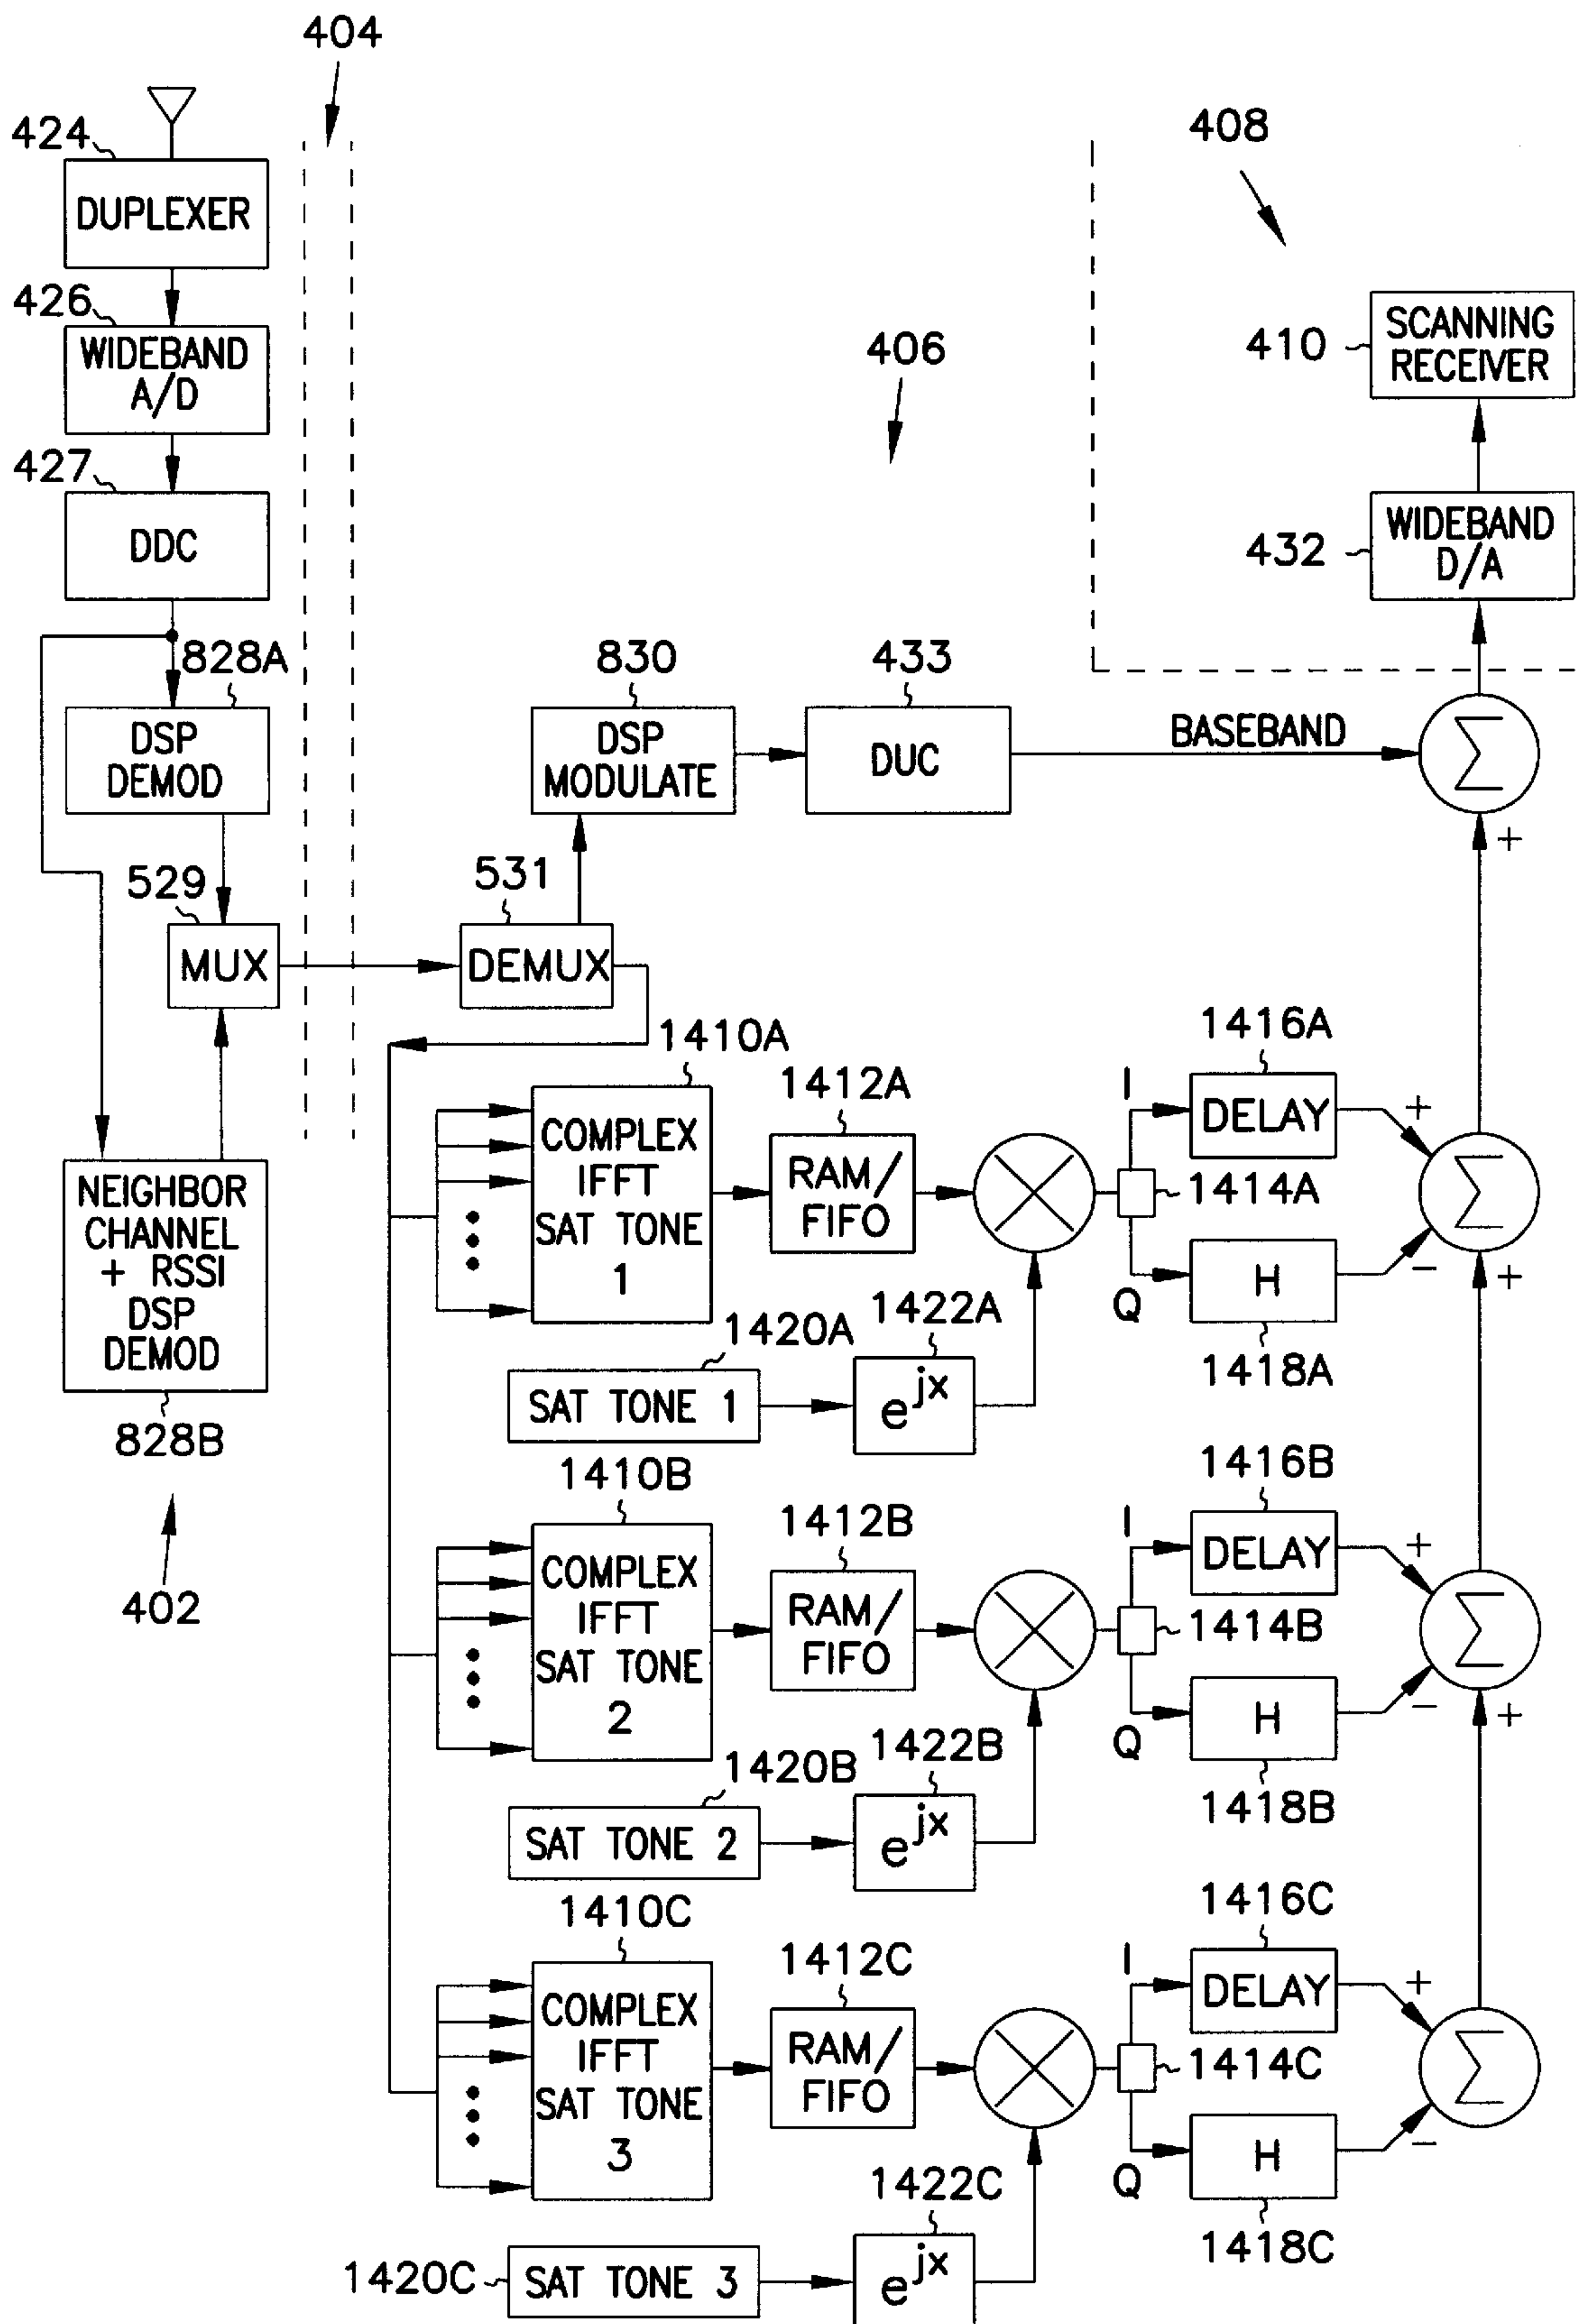 404
424
DUPLEXER
408
426
WIDEBAND
A/D
406
410
SCANNING
RECEIVER
427
DDC
432
WIDEBAND
D/A
828A
DSP
DEMOD
830
DSP
MODULATE
433
DUC
BASEBAND
Σ
+
529
MUX
531
DEMUX
NEIGHBOR
CHANNEL
+ RSSI
DSP
DEMOD
828B
402
1410A
COMPLEX
IFFT
SAT TONE
1
1412A
RAM/
FIFO
I
1416A
DELAY
+
1414A
Σ
Q
H
−
+
1418A
1420A
SAT TONE 1
1422A
e^jx
1410B
COMPLEX
IFFT
SAT TONE
2
1412B
RAM/
FIFO
I
1416B
DELAY
+
1414B
Σ
Q
H
−
+
1418B
1420B
SAT TONE 2
1422B
e^jx
1410C
COMPLEX
IFFT
SAT TONE
3
1412C
RAM/
FIFO
I
1416C
DELAY
+
1414C
Σ
Q
H
−
1418C
1420C
SAT TONE 3
1422C
e^jx